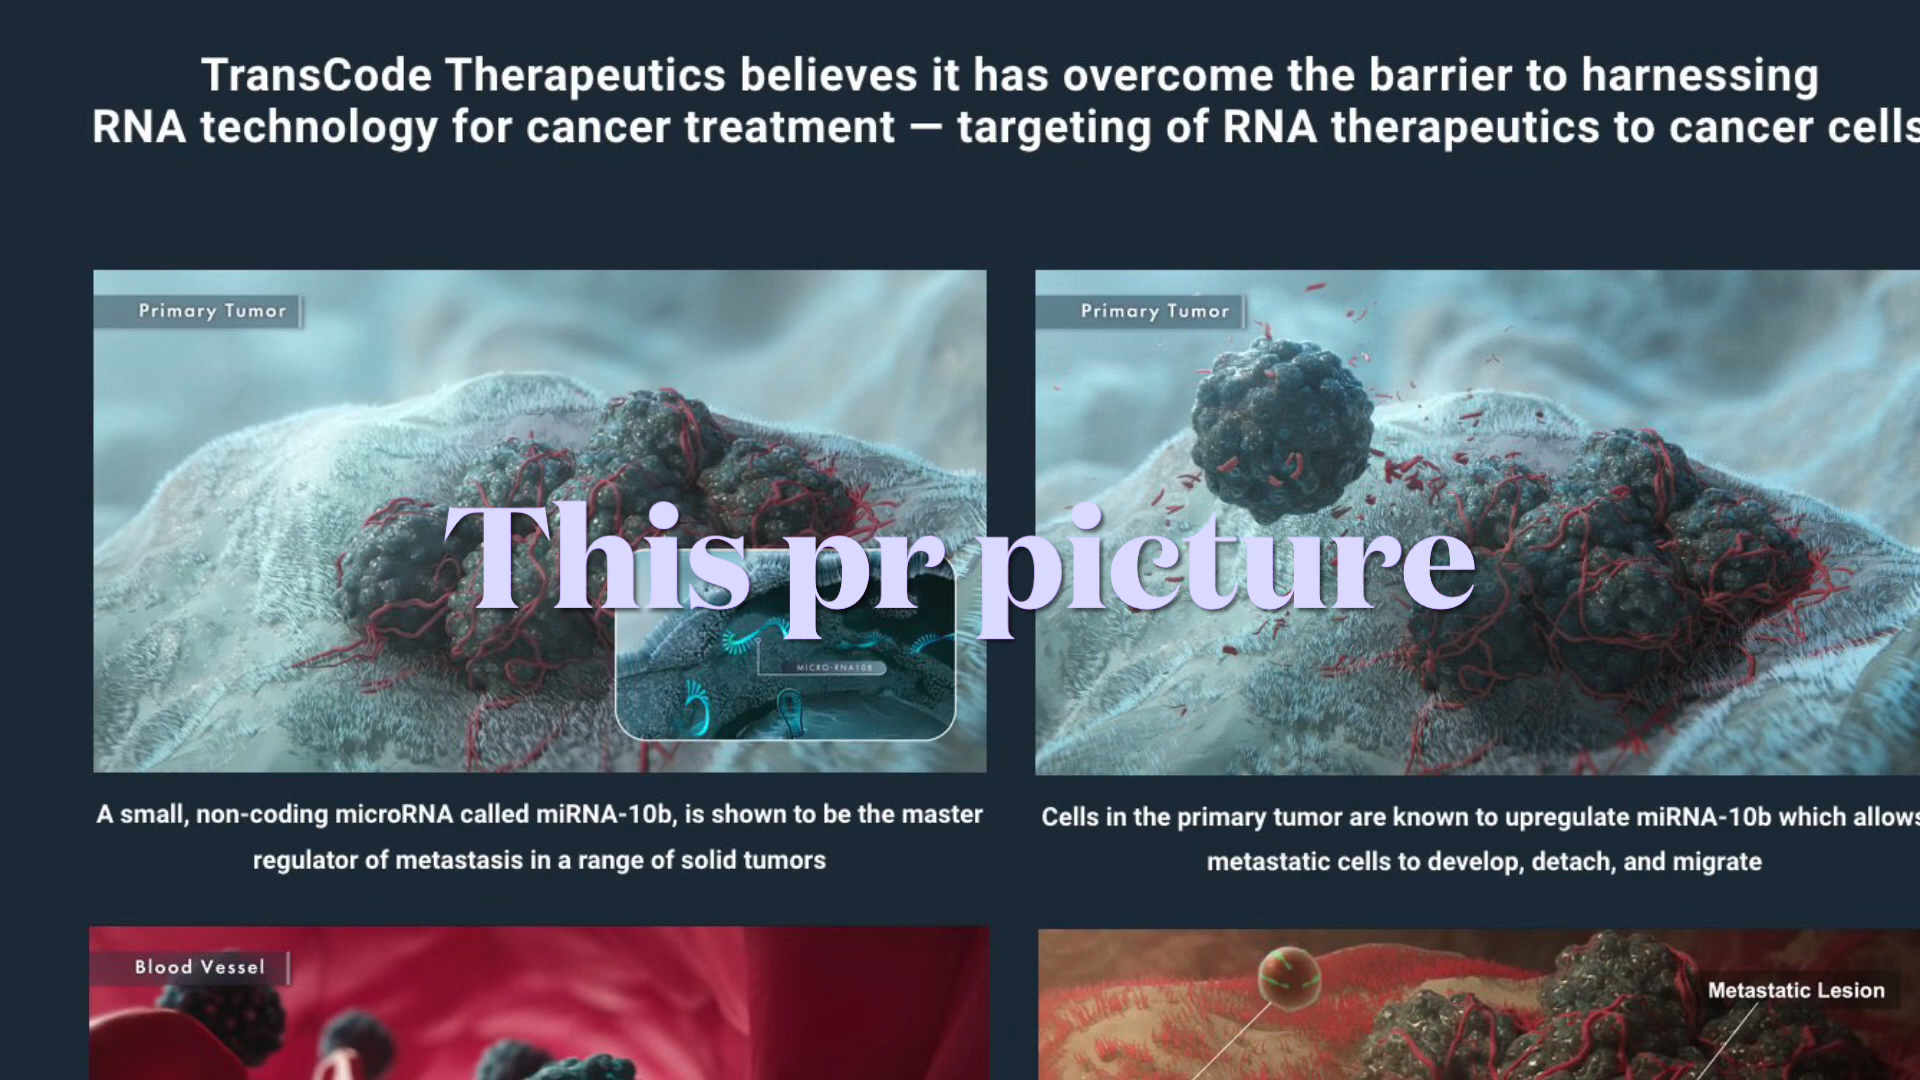 TransCode Therapeutics believes it has overcome the barrier to harnessing
RNA technology for cancer treatment — targeting of RNA therapeutics to cancer cells
Primary Tumor
Primary Tumor
This pr picture
MICRO-RNA10B
A small, non-coding microRNA called miRNA-10b, is shown to be the master
regulator of metastasis in a range of solid tumors
Cells in the primary tumor are known to upregulate miRNA-10b which allows
metastatic cells to develop, detach, and migrate
Blood Vessel
Metastatic Lesion